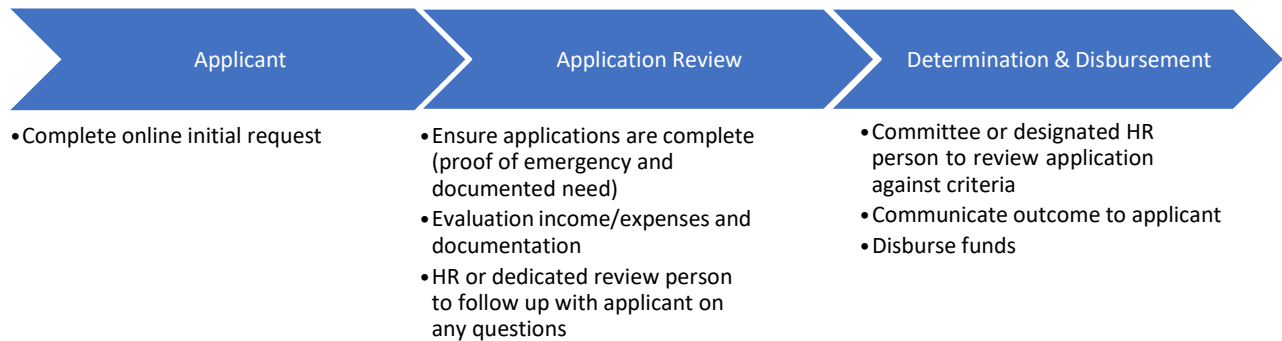 Applicant
•Complete online initial request
Application Review
•Ensure applications are complete
(proof of emergency and
documented need)
•Evaluation income/expenses and
documentation
•HR or dedicated review person
to follow up with applicant on
any questions
Determination & Disbursement
•Committee or designated HR
person to review application
against criteria
•Communicate outcome to applicant
•Disburse funds